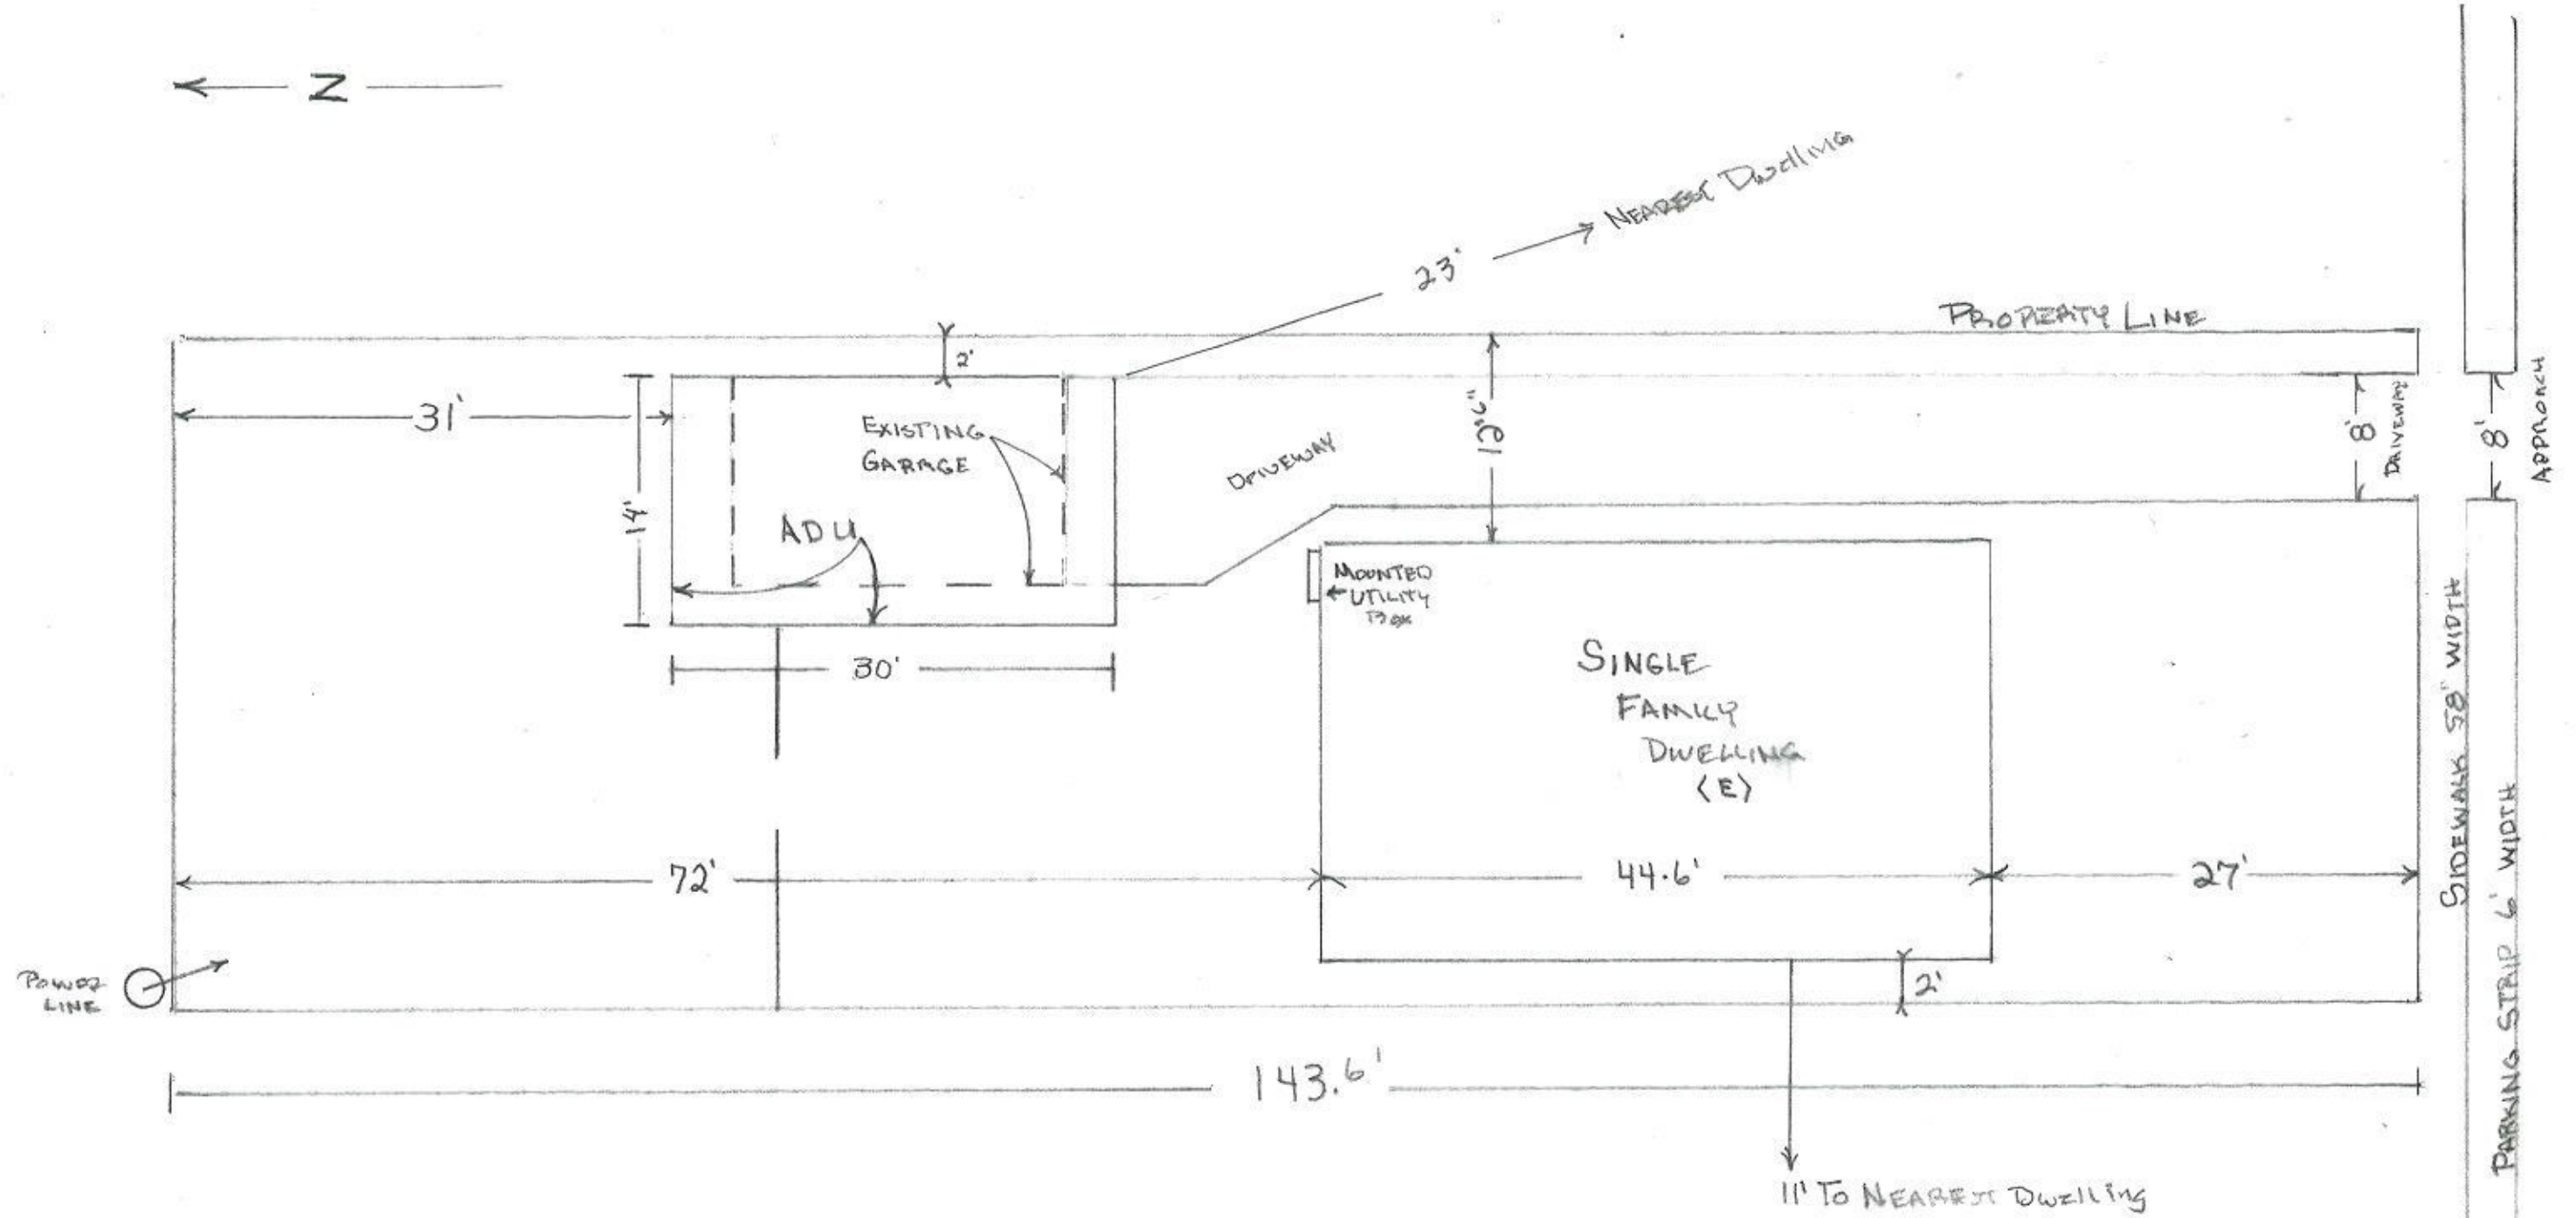 N
23'
NEAREST Dwelling
PROPERTY LINE
2'
31'
14'
EXISTING
GARAGE
ADU
30'
DRIVEWAY
8'
DRIVEWAY
8'
APPROACH
MOUNTED
UTILITY
Box
SINGLE
FAMILY
DWELLING
(E)
72'
44.6'
27'
2'
SIDEWALK 58" WIDTH
PARKING STRIP 6' WIDTH
POWER
LINE
143.6'
11' To NEAREST Dwelling